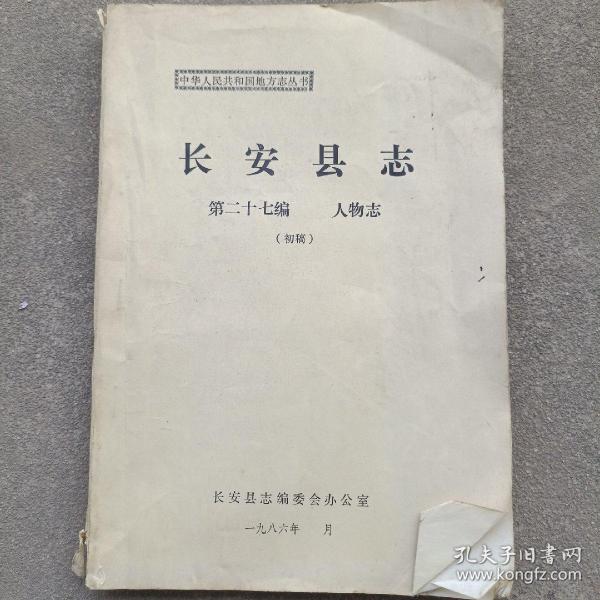 中华人民共和国地方志丛书
长安县志
第二十七编 人物志
（初稿）
长安县志编委会办公室
一九八六年 月
孔夫子旧書网
www.kongfz.com